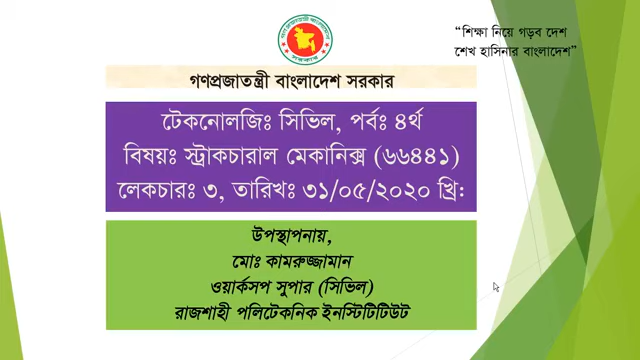 “শিক্ষা নিয়ে গড়ব দেশ
শেখ হাসিনার বাংলাদেশ”
গণপ্রজাতন্ত্রী বাংলাদেশ সরকার
টেকনোলজিঃ সিভিল, পর্বঃ ৪র্থ
বিষয়ঃ স্ট্রাকচারাল মেকানিক্স (৬৬৪৪১)
লেকচারঃ ৩, তারিখঃ ৩১/০৫/২০২০ খ্রি:
উপস্থাপনায়,
মোঃ কামরুজ্জামান
ওয়ার্কসপ সুপার (সিভিল)
রাজশাহী পলিটেকনিক ইনস্টিটিটিউট